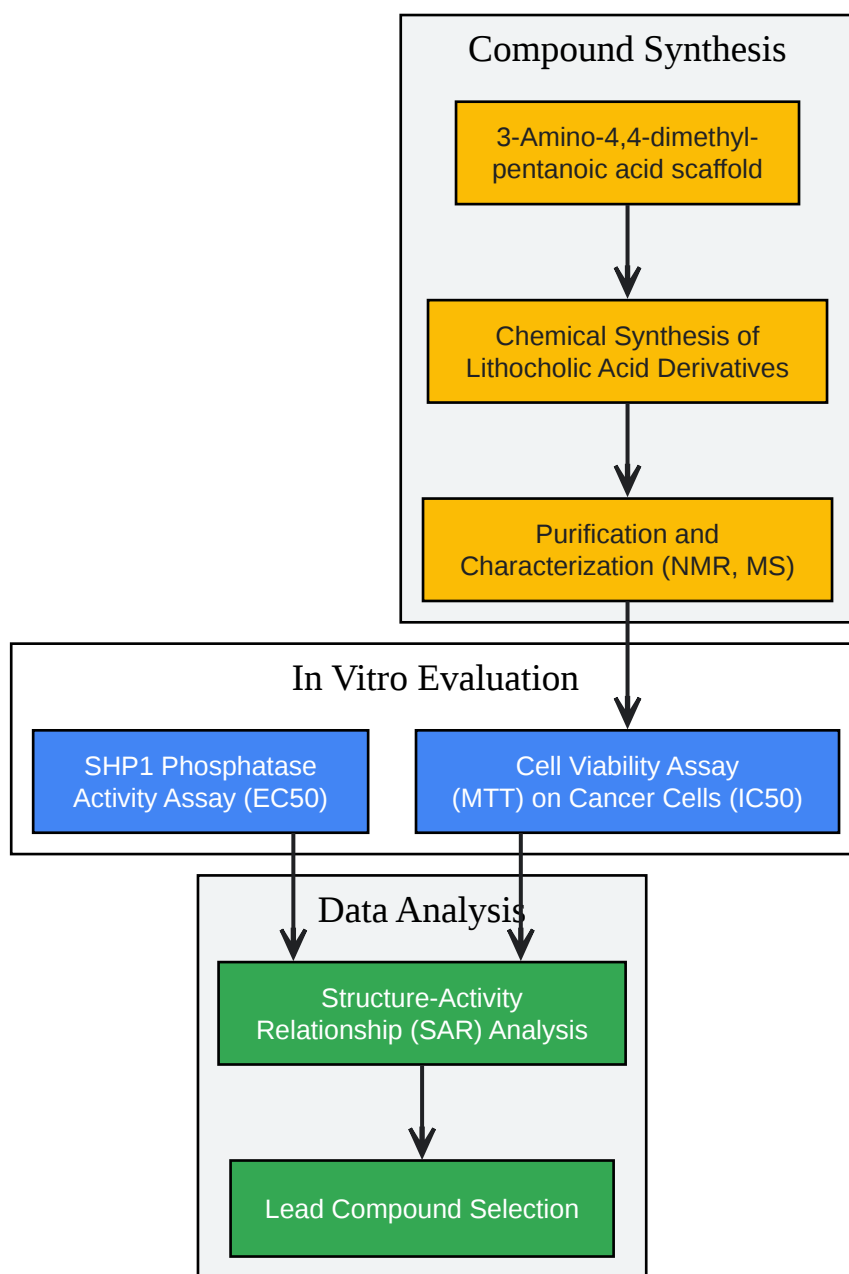 Compound Synthesis
3-Amino-4,4-dimethyl-
pentanoic acid scaffold
Chemical Synthesis of
Lithocholic Acid Derivatives
Purification and
Characterization (NMR, MS)
In Vitro Evaluation
SHP1 Phosphatase
Activity Assay (EC50)
Cell Viability Assay
(MTT) on Cancer Cells (IC50)
Data Analysis
Structure-Activity
Relationship (SAR) Analysis
Lead Compound Selection